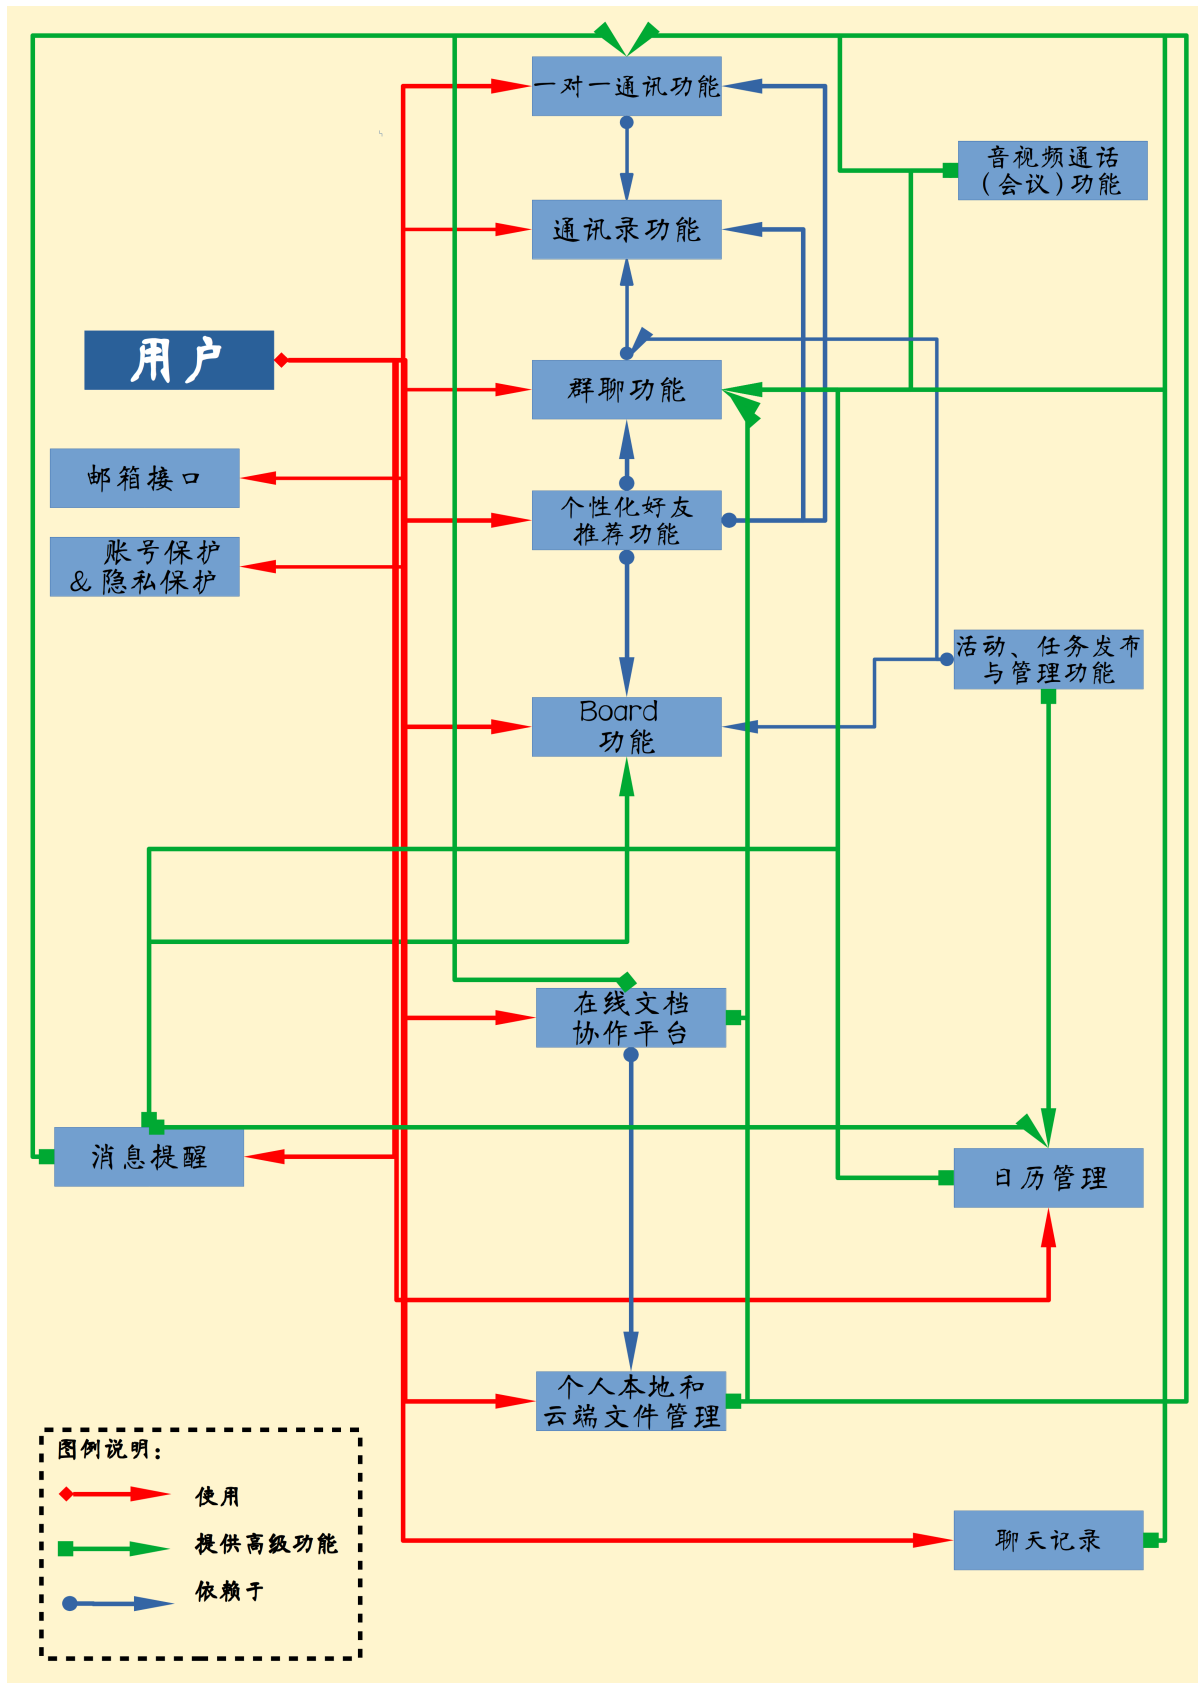 一对一通讯功能
音视频通话
(会议)功能
通讯录功能
用户
群聊功能
邮箱接口
个性化好友
推荐功能
账号保护
& 隐私保护
活动、任务发布
与管理功能
Board
功能
在线文档
协作平台
消息提醒
日历管理
个人本地和
云端文件管理
图例说明：
使用
提供高级功能
依赖于
聊天记录